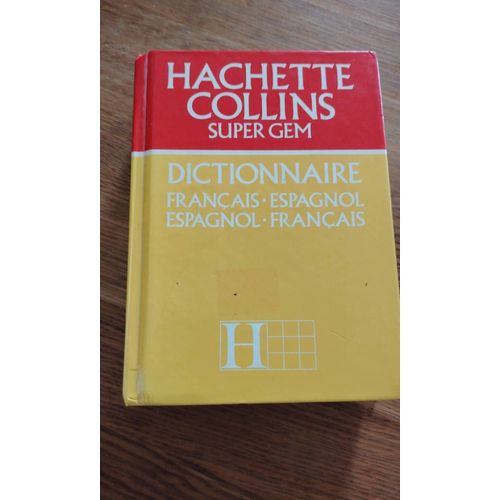 HACHETTE
COLLINS
SUPER GEM
DICTIONNAIRE
FRANÇAIS · ESPAGNOL
ESPAGNOL · FRANÇAIS
H